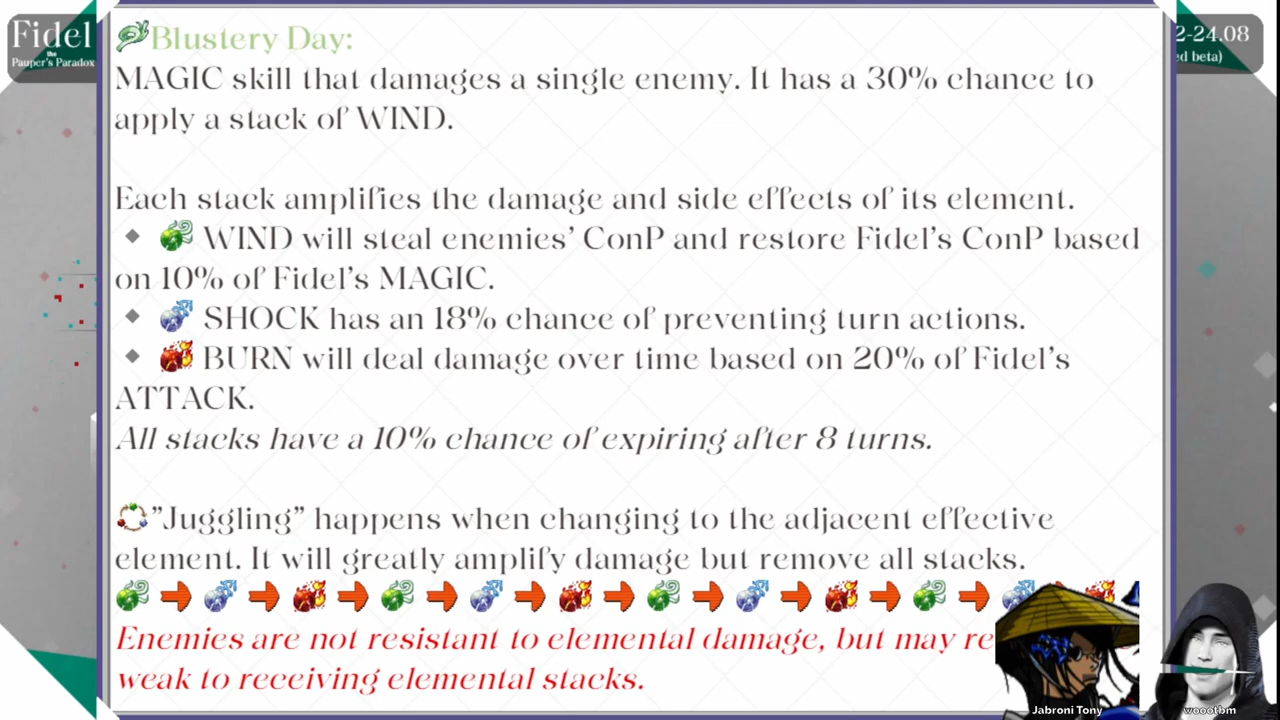 Fidel
the
Pauper's Paradox
2-24.08
ed beta)
Blustery Day:
MAGIC skill that damages a single enemy. It has a 30% chance to
apply a stack of WIND.
Each stack amplifies the damage and side effects of its element.
WIND will steal enemies' ConP and restore Fidel's ConP based
on 10% of Fidel's MAGIC.
SHOCK has an 18% chance of preventing turn actions.
BURN will deal damage over time based on 20% of Fidel's
ATTACK.
All stacks have a 10% chance of expiring after 8 turns.
"Juggling" happens when changing to the adjacent effective
element. It will greatly amplify damage but remove all stacks.
Enemies are not resistant to elemental damage, but may re
weak to receiving elemental stacks.
Jabroni Tony
woootbm